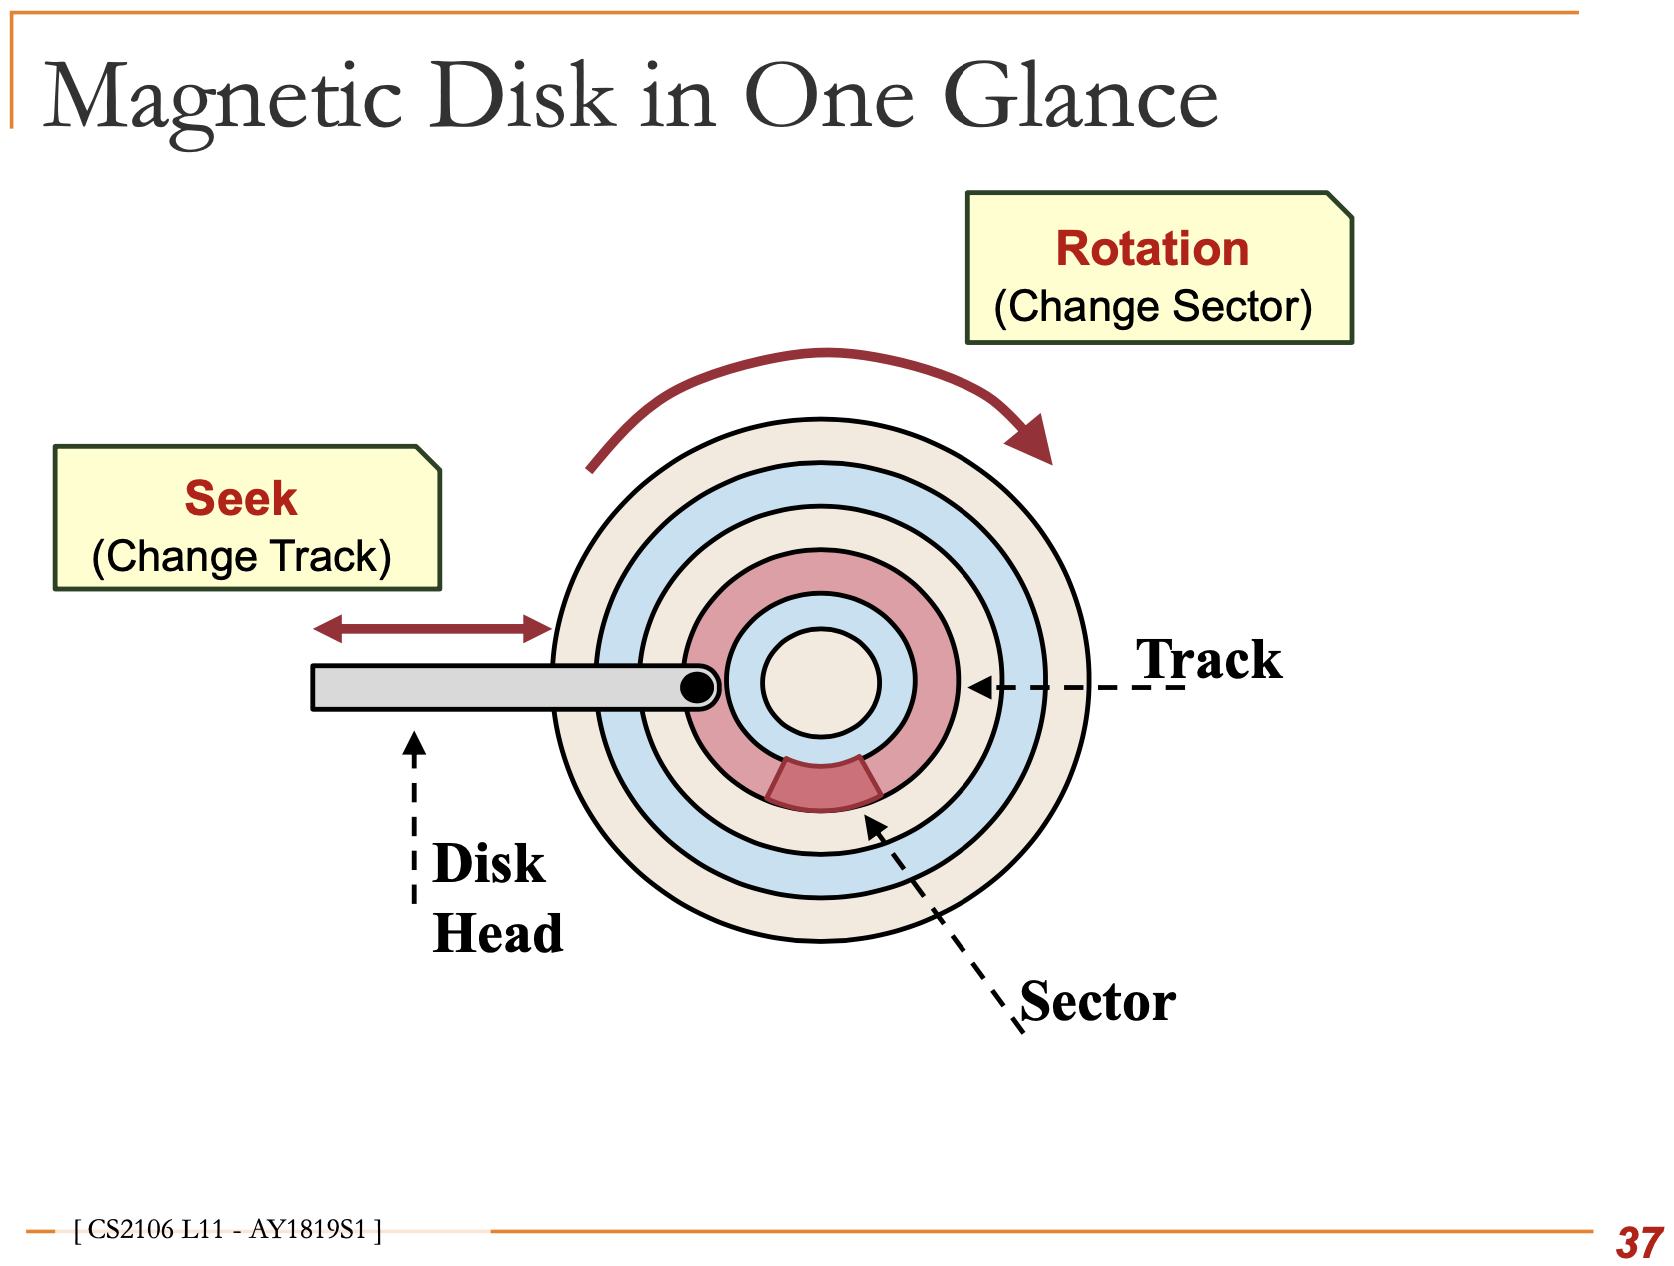 Magnetic Disk in One Glance
Rotation
(Change Sector)
Seek
(Change Track)
Track
Disk
Head
Sector
[ CS2106 L11 - AY1819S1 ]
37